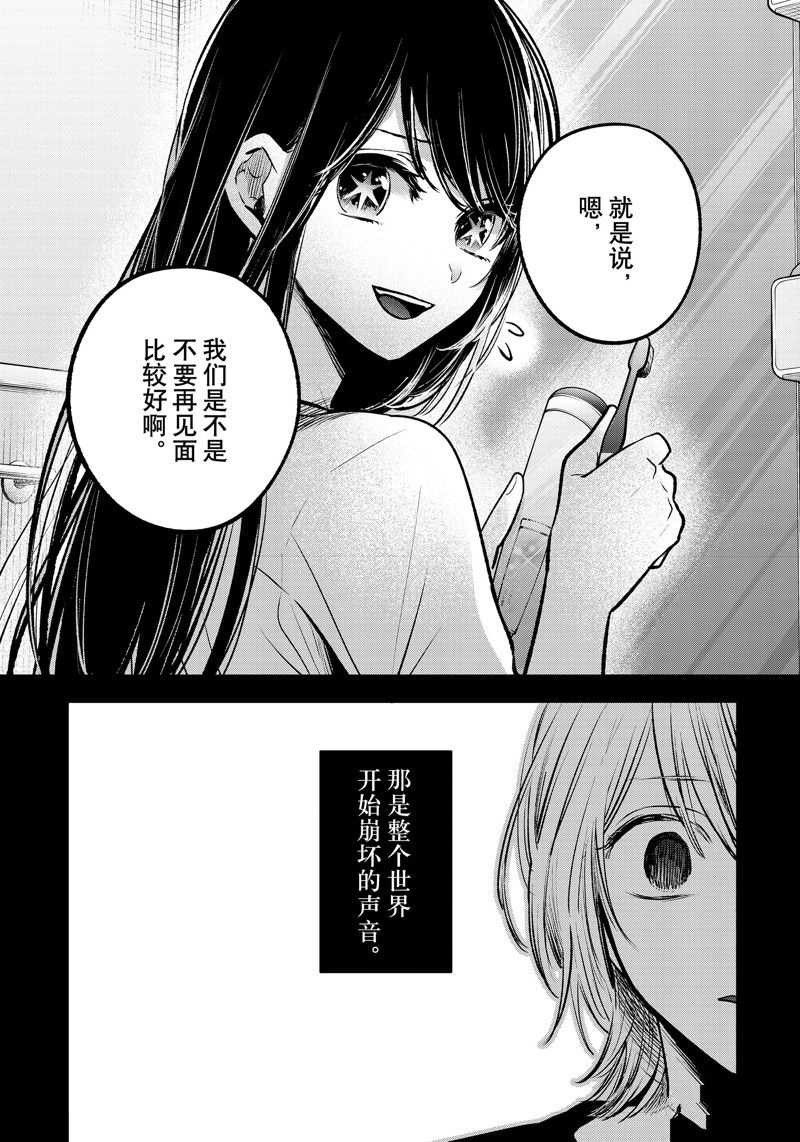 就是说，
嗯，
我们是不是
不要再见面
比较好啊。
那是整个世界
开始崩坏的声音。